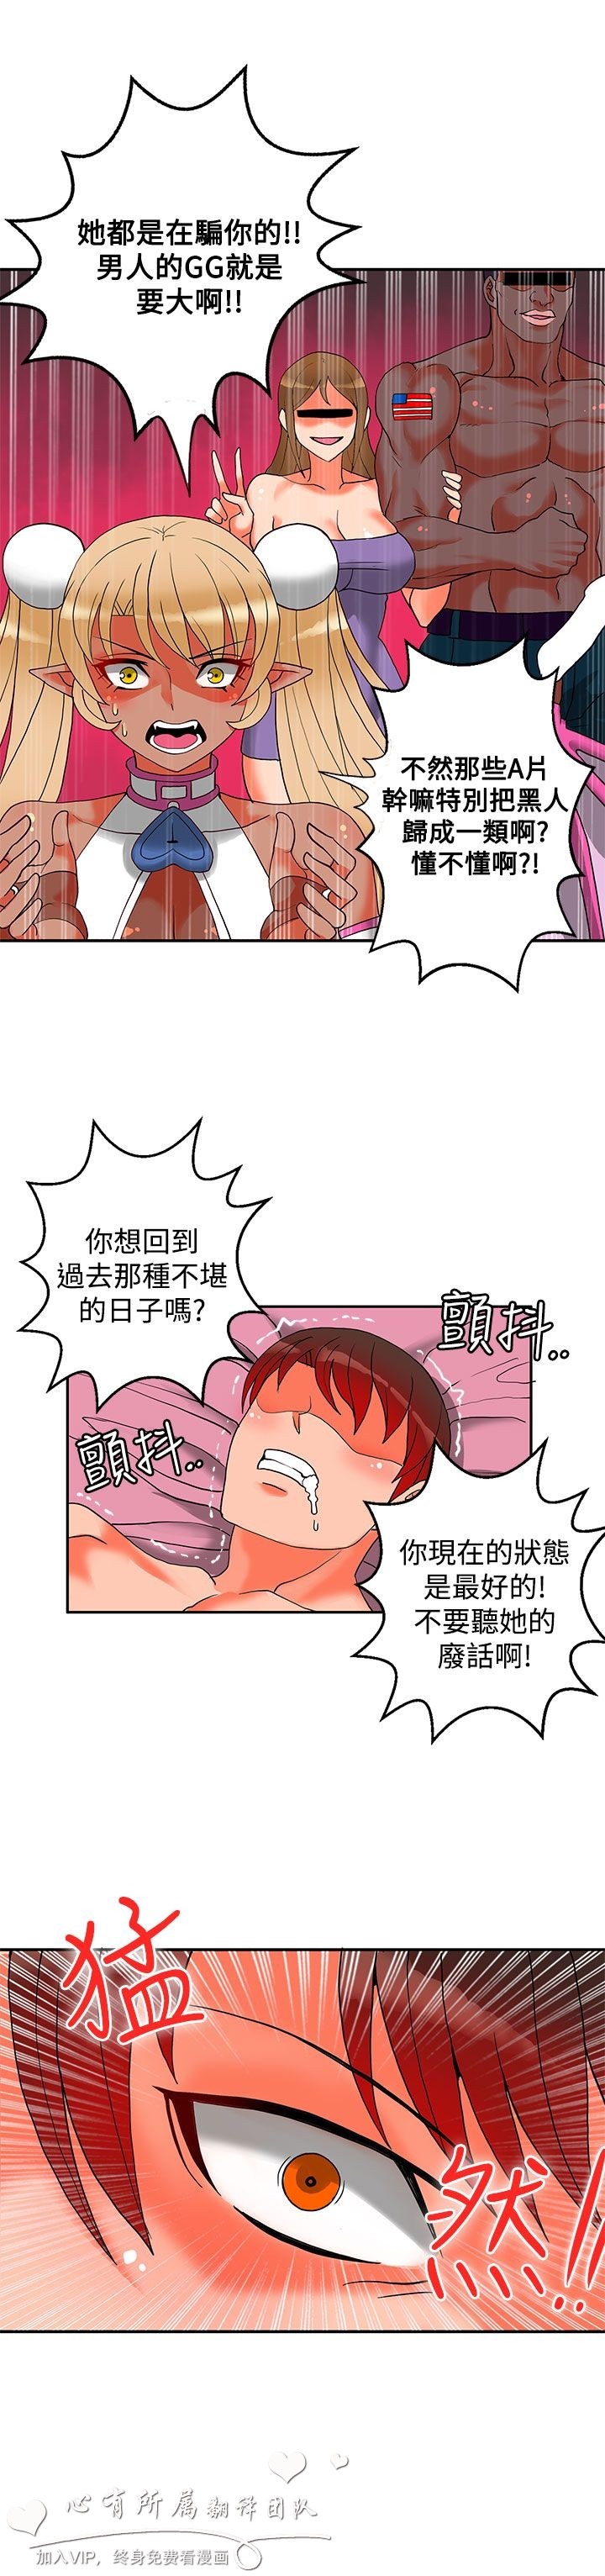 她都是在騙你的!!
男人的GG就是
要大啊!!
不然那些A片
幹嘛特別把黑人
歸成一類啊?
懂不懂啊?!
你想回到
過去那種不堪
的日子嗎?
顫抖..
顫抖..
你現在的狀態
是最好的!
不要聽她的
廢話啊!
猛
然!!
心有所属翻译团队
加入VIP，终身免费看漫画